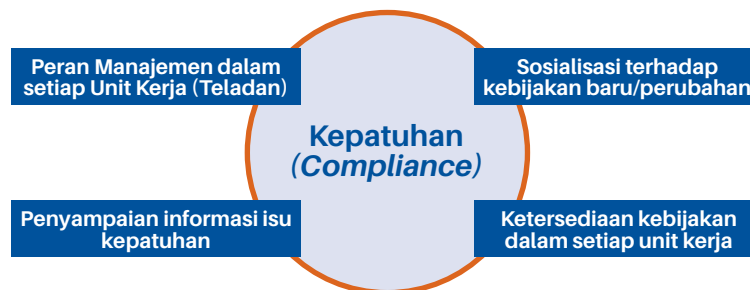 Peran Manajemen dalam
setiap Unit Kerja (Teladan)
Sosialisasi terhadap
kebijakan baru/perubahan
Kepatuhan
(Compliance)
Penyampaian informasi isu
kepatuhan
Ketersediaan kebijakan
dalam setiap unit kerja